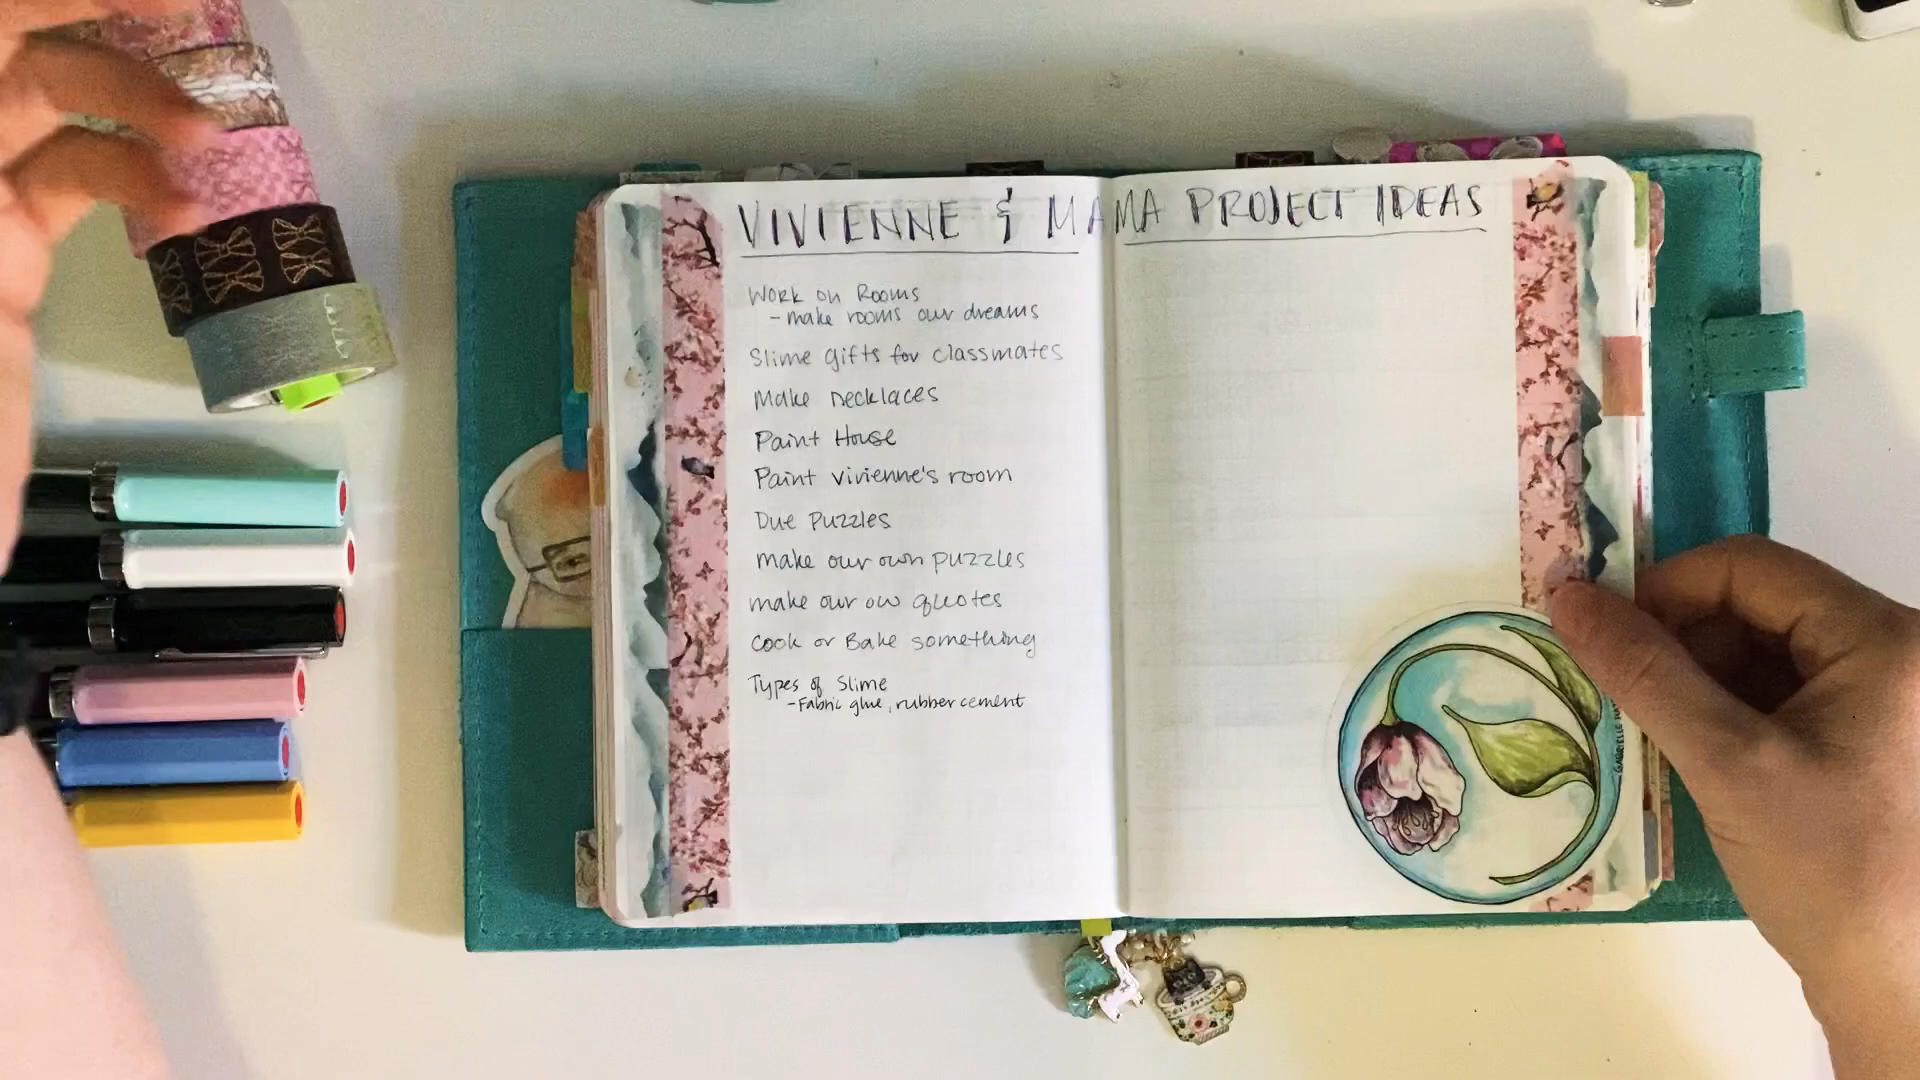 VIVIENNE & MAMA PROJECT IDEAS
Work on Rooms
- make rooms our dreams
Slime gifts for classmates
Make necklaces
Paint House
Paint vivienne's room
Due Puzzles
make our own puzzles
make our ow quotes
Cook or Bake something
Types of Slime
- Fabric glue, rubber cement
GABRIELLE